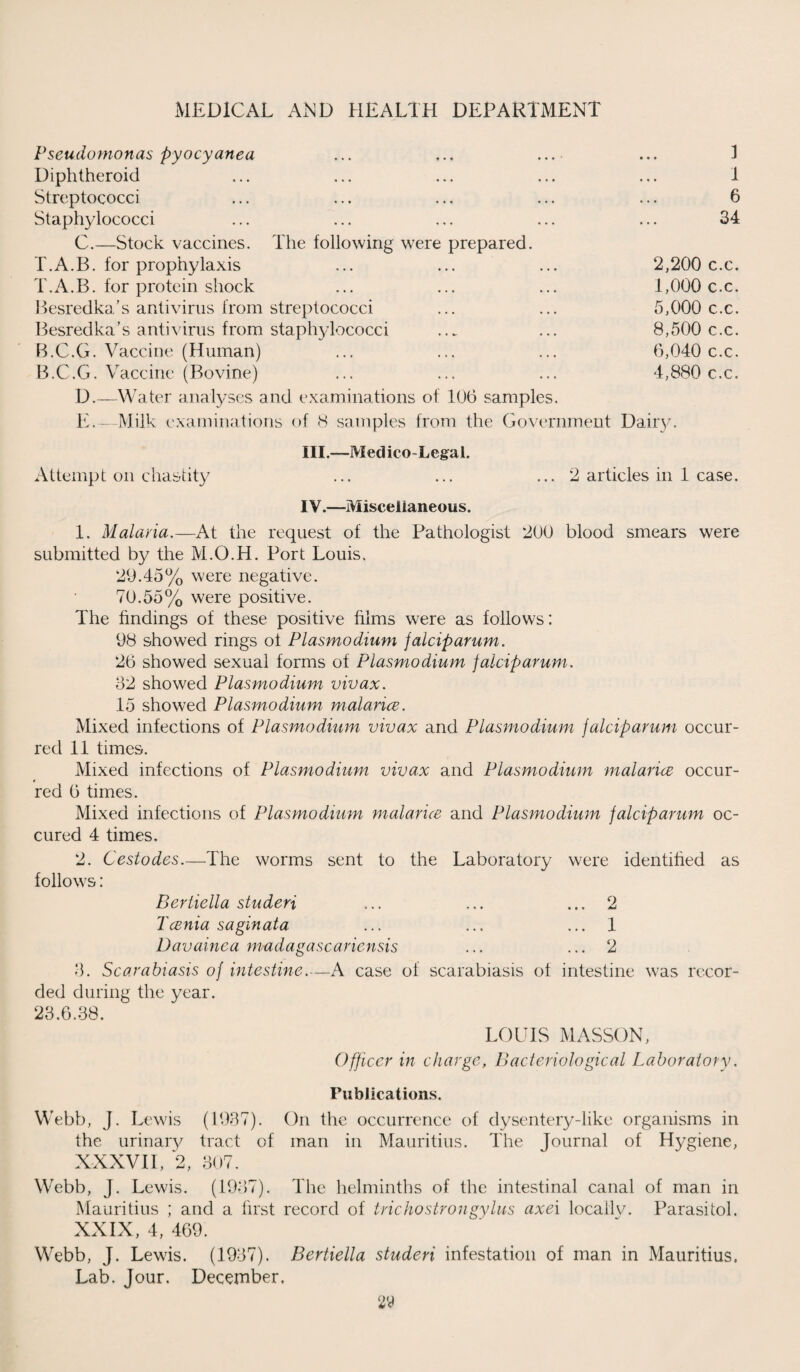 MEDICAL AND HEALTH DEPARTMENT
Pseudomonas pyocyanea ... ... ... ... 1
Diphtheroid ... ... ... ... ... 1
Streptococci ... ... ... ... ... 6
Staphylococci ... ... ... ... ... 34
C.—Stock vaccines. The following were prepared.
T.A.B. for prophylaxis ... ... ... 2,200 c.c.
T.A.B. for protein shock ... ... ... 1,000 c.c.
Besredka's antivirus from streptococci ... ... 5,000 c.c.
Besredka's antivirus from staphylococci ... ... 8,500 c.c.
B.C.G. Vaccine (Human) ... ... ... 6,040 c.c.
B.C.G. Vaccine (Bovine) ... ... ... 4,880 c.c.
D.—Water analyses and examinations of 106 samples.
E.—Milk examinations of 8 samples from the Government Dairy.
III.—Medico-Legal.
Attempt on chastity ... ... ... 2 articles in 1 case.
IV.—Miscellaneous.
1. Malaria.—At the request of the Pathologist 200 blood smears were
submitted by the M.O.H. Port Louis.
29.45% were negative.
70.55% were positive.
The findings of these positive films were as follows:
98 showed rings of Plasmodium falciparum.
26 showed sexual forms of Plasmodium falciparum.
32 showed Plasmodium vivax.
15 showed Plasmodium malariæ.
Mixed infections of Plasmodium vivax and Plasmodium falciparum occur-
red 11 times.
Mixed infections of Plasmodium vivax and Plasmodium malariæ occur-
red 6 times.
Mixed infections of Plasmodium malariæ and Plasmodium falciparum oc-
cured 4 times.
2. Cestodes.—The worms sent to the Laboratory were identified as
follows:
Bertiella studeri ... ... ... 2
Tænia saginata ... ... ... 1
Davainea madagascariensis ... ... 2
3. Scarabiasis of intestine.—A case of scarabiasis of intestine was recor-
ded during the year.
23.6.38.
LOUIS MASSON,
Officer in charge, Bacteriological Laboratory.
Publications.
Webb, J. Lewis (1937). On the occurrence of dysentery-like organisms in
the urinary tract of man in Mauritius. The Journal of Hygiene,
XXXVII, 2, 307.
Webb, J. Lewis. (1937). The helminths of the intestinal canal of man in
Mauritius ; and a first record of trichostrongylus axei locally. Parasitol.
XXIX, 4, 469.
Webb, J. Lewis. (1937). Bertiella studeri infestation of man in Mauritius.
Lab. Jour. December.
29